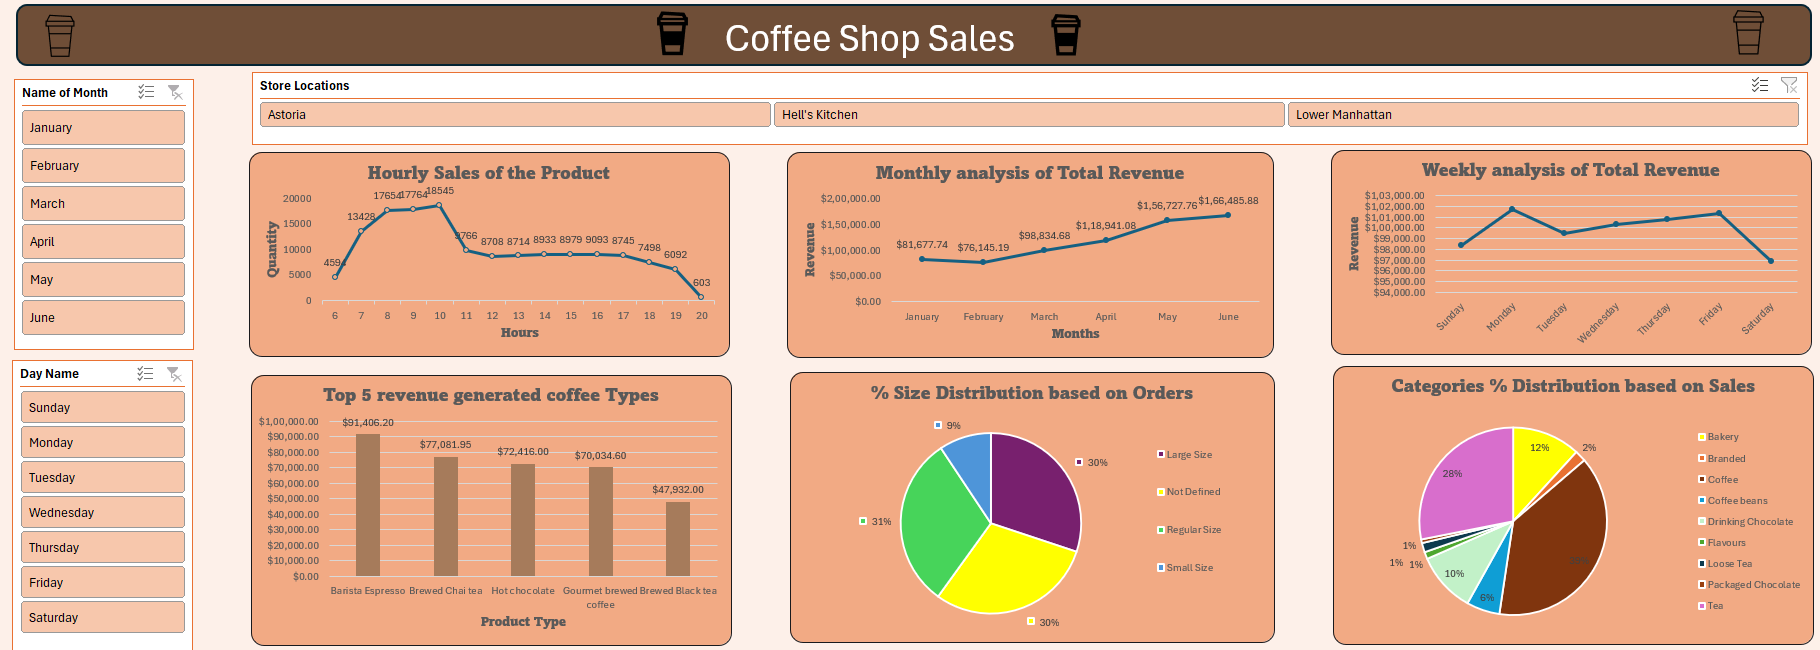 Coffee Shop Sales
Name of Month
January
February
March
April
May
June
Day Name
Sunday
Monday
Tuesday
Wednesday
Thursday
Friday
Saturday
Store Locations
Astoria
Hell's Kitchen
Lower Manhattan
Hourly Sales of the Product
Quantity
20000
15000
10000
5000
0
4594
13428
17654
17764
18545
9766
8708
8714
8933
8979
9093
8745
7498
6092
603
6 7 8 9 10 11 12 13 14 15 16 17 18 19 20
Hours
Monthly analysis of Total Revenue
Revenue
$2,00,000.00
$1,50,000.00
$1,00,000.00
$50,000.00
$0.00
$81,677.74
$76,145.19
$98,834.68
$1,18,941.08
$1,56,727.76
$1,66,485.88
January February March April May June
Months
Weekly analysis of Total Revenue
Revenue
$1,03,000.00
$1,02,000.00
$1,01,000.00
$1,00,000.00
$99,000.00
$98,000.00
$97,000.00
$96,000.00
$95,000.00
$94,000.00
Sunday
Monday
Tuesday
Wednesday
Thursday
Friday
Saturday
Top 5 revenue generated coffee Types
$1,00,000.00
$90,000.00
$80,000.00
$70,000.00
$60,000.00
$50,000.00
$40,000.00
$30,000.00
$20,000.00
$10,000.00
$0.00
$91,406.20
$77,081.95
$72,416.00
$70,034.60
$47,932.00
Barista Espresso
Brewed Chai tea
Hot chocolate
Gourmet brewed
coffee
Brewed Black tea
Product Type
% Size Distribution based on Orders
9%
30%
31%
30%
Large Size
Not Defined
Regular Size
Small Size
Categories % Distribution based on Sales
12%
2%
28%
1%
1%
1%
10%
6%
Bakery
Branded
Coffee
Coffee beans
Drinking Chocolate
Flavours
Loose Tea
Packaged Chocolate
Tea